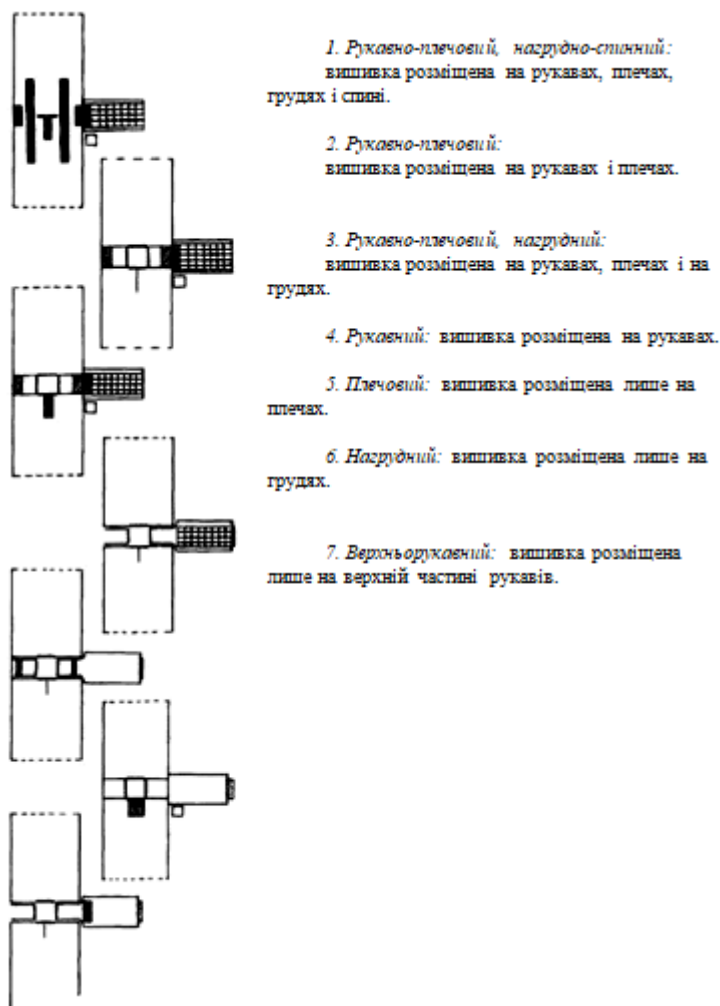 1. Рукавно-плечовий, нагрудно-спинний:
вишивка розміщена на рукавах, плечах,
грудях і спині.
2. Рукавно-плечовий:
вишивка розміщена на рукавах і плечах.
3. Рукавно-плечовий, нагрудний:
вишивка розміщена на рукавах, плечах і на
грудях.
4. Рукавний: вишивка розміщена на рукавах.
5. Плечовий: вишивка розміщена лише на
плечах.
6. Нагрудний: вишивка розміщена лише на
грудях.
7. Верхньорукавний: вишивка розміщена
лише на верхній частині рукавів.